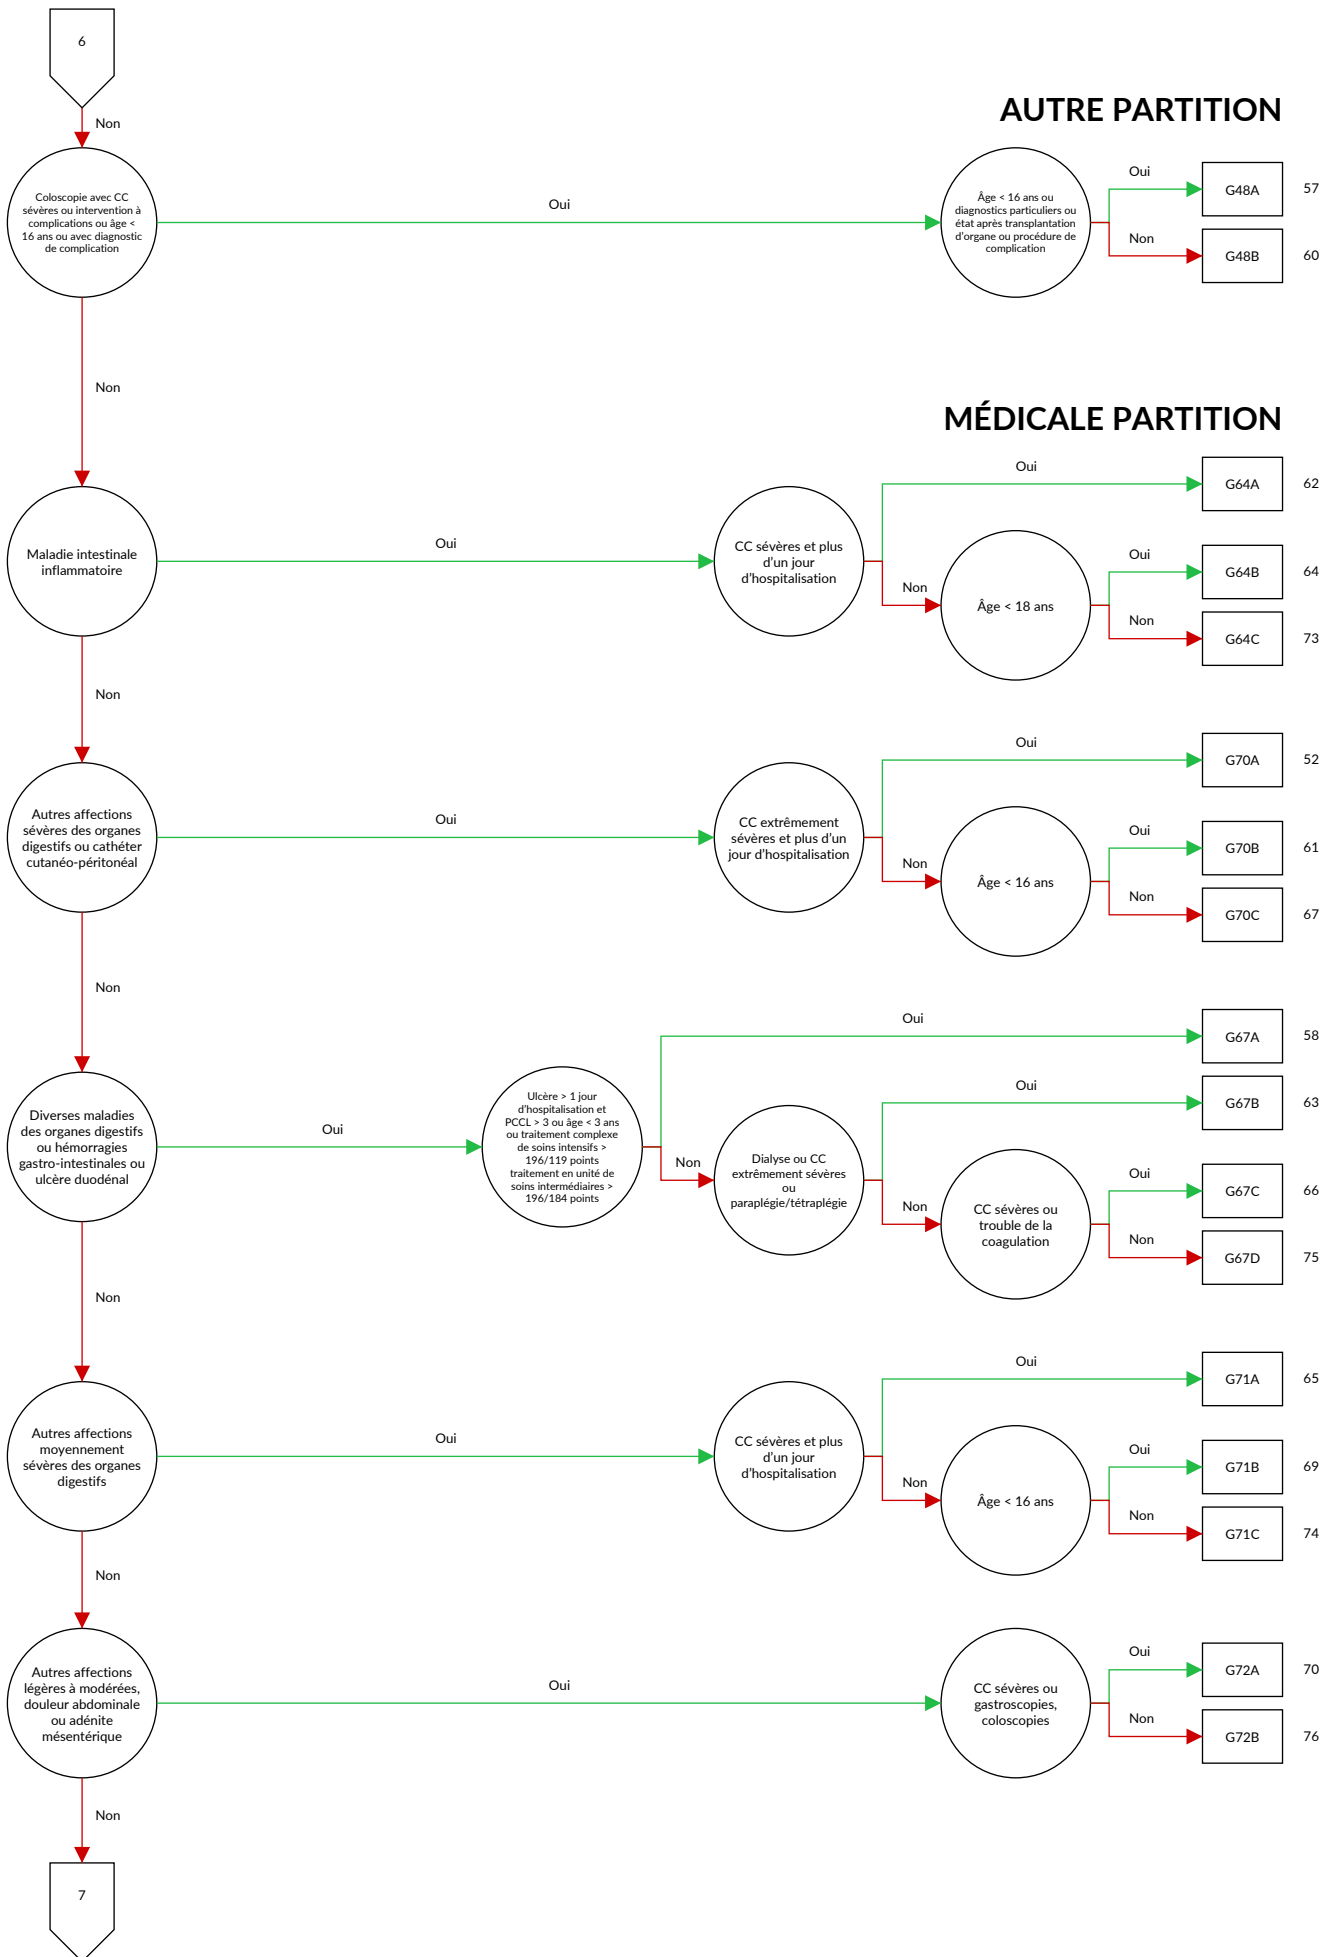 6
Non
AUTRE PARTITION
Coloscopie avec CC
sévères ou intervention à
complications ou âge <
16 ans ou avec diagnostic
de complication
Oui
Âge < 16 ans ou
diagnostics particuliers ou
état après transplantation
d'organe ou procédure de
complication
Oui
G48A
57
Non
G48B
60
Non
MÉDICALE PARTITION
Maladie intestinale
inflammatoire
Oui
CC sévères et plus
d'un jour
d'hospitalisation
Oui
G64A
62
Non
Âge < 18 ans
Oui
G64B
64
Non
G64C
73
Non
Autres affections
sévères des organes
digestifs ou cathéter
cutanéo-péritonéal
Oui
CC extrêmement
sévères et plus d'un
jour d'hospitalisation
Oui
G70A
52
Non
Âge < 16 ans
Oui
G70B
61
Non
G70C
67
Non
Diverses maladies
des organes digestifs
ou hémorragies
gastro-intestinales ou
ulcère duodénal
Oui
Ulcère > 1 jour
d'hospitalisation et
PCCL > 3 ou âge < 3 ans
ou traitement complexe
de soins intensifs >
196/119 points
traitement en unité de
soins intermédiaires >
196/184 points
Oui
G67A
58
Non
Dialyse ou CC
extrêmement sévères
ou
paraplégie/tétraplégie
Oui
G67B
63
Non
CC sévères ou
trouble de la
coagulation
Oui
G67C
66
Non
G67D
75
Non
Autres affections
moyennement
sévères des organes
digestifs
Oui
CC sévères et plus
d'un jour
d'hospitalisation
Oui
G71A
65
Non
Âge < 16 ans
Oui
G71B
69
Non
G71C
74
Non
Autres affections
légères à modérées,
douleur abdominale
ou adénite
mésentérique
Oui
CC sévères ou
gastroscopies,
coloscopies
Oui
G72A
70
Non
G72B
76
Non
7